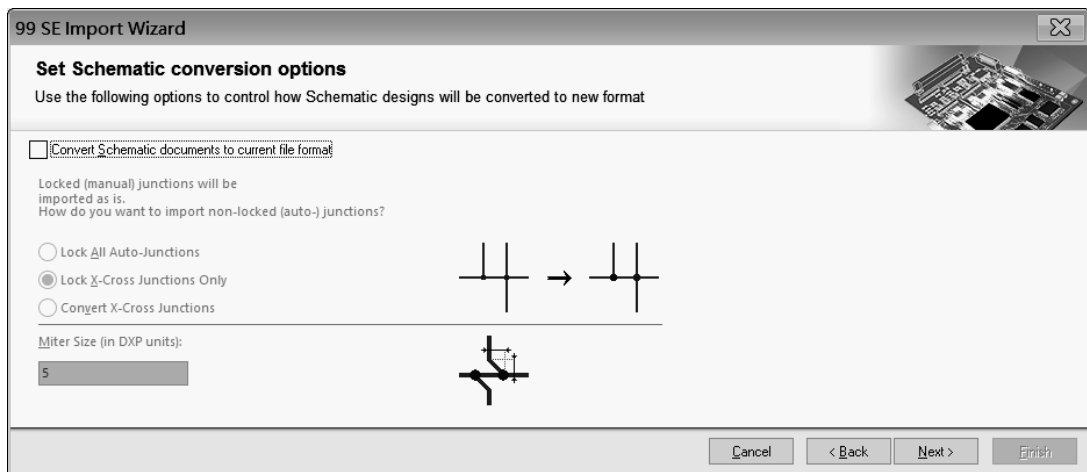 99 SE Import Wizard
Set Schematic conversion options
Use the following options to control how Schematic designs will be converted to new format
Convert Schematic documents to current file format
Locked (manual) junctions will be
imported as is.
How do you want to import non-locked (auto-) junctions?
Lock All Auto-Junctions
Lock X-Cross Junctions Only
Convert X-Cross Junctions
Miter Size (in DXP units):
5
Cancel
< Back
Next >
Finish